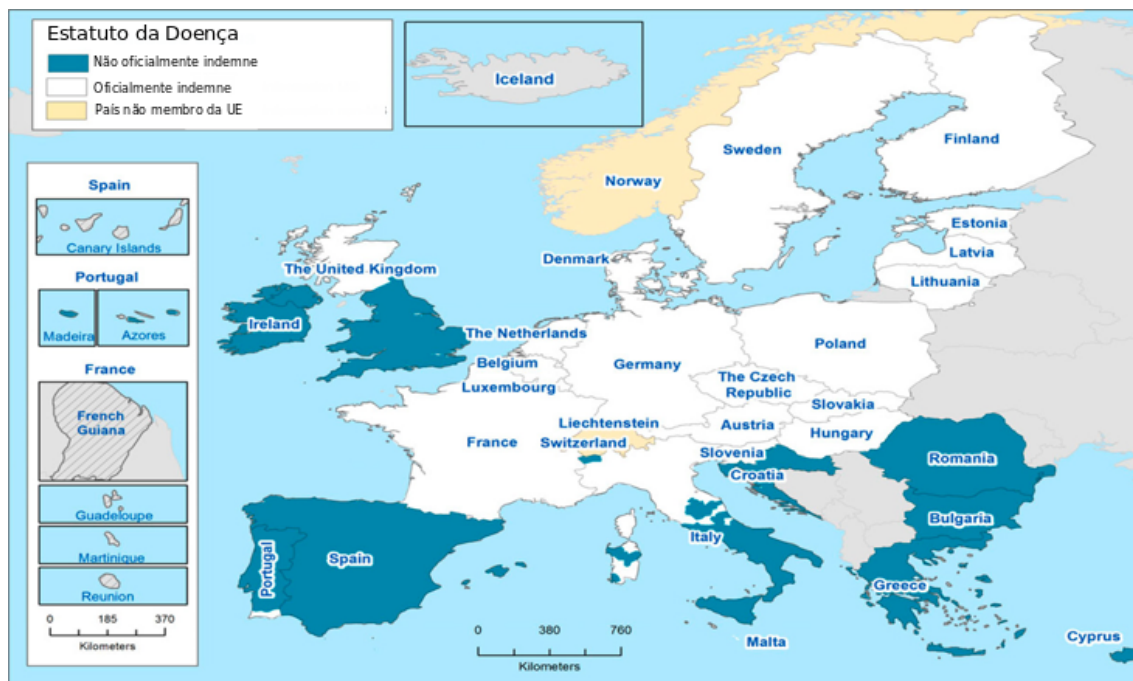 Estatuto da Doença
Não oficialmente indemne
Oficialmente indemne
País não membro da UE
Iceland
Spain
Canary Islands
Portugal
Madeira
Azores
France
French
Guiana
Guadeloupe
Martinique
Reunion
0 185 370
Kilometers
Norway
Sweden
Finland
Estonia
Latvia
Lithuania
Denmark
The United Kingdom
Ireland
The Netherlands
Belgium
Luxembourg
Germany
Poland
The Czech
Republic
Slovakia
Liechtenstein
Austria
Hungary
France
Switzerland
Slovenia
Croatia
Romania
Bulgaria
Italy
Portugal
Spain
Greece
Malta
Cyprus
0 380 760
Kilometers